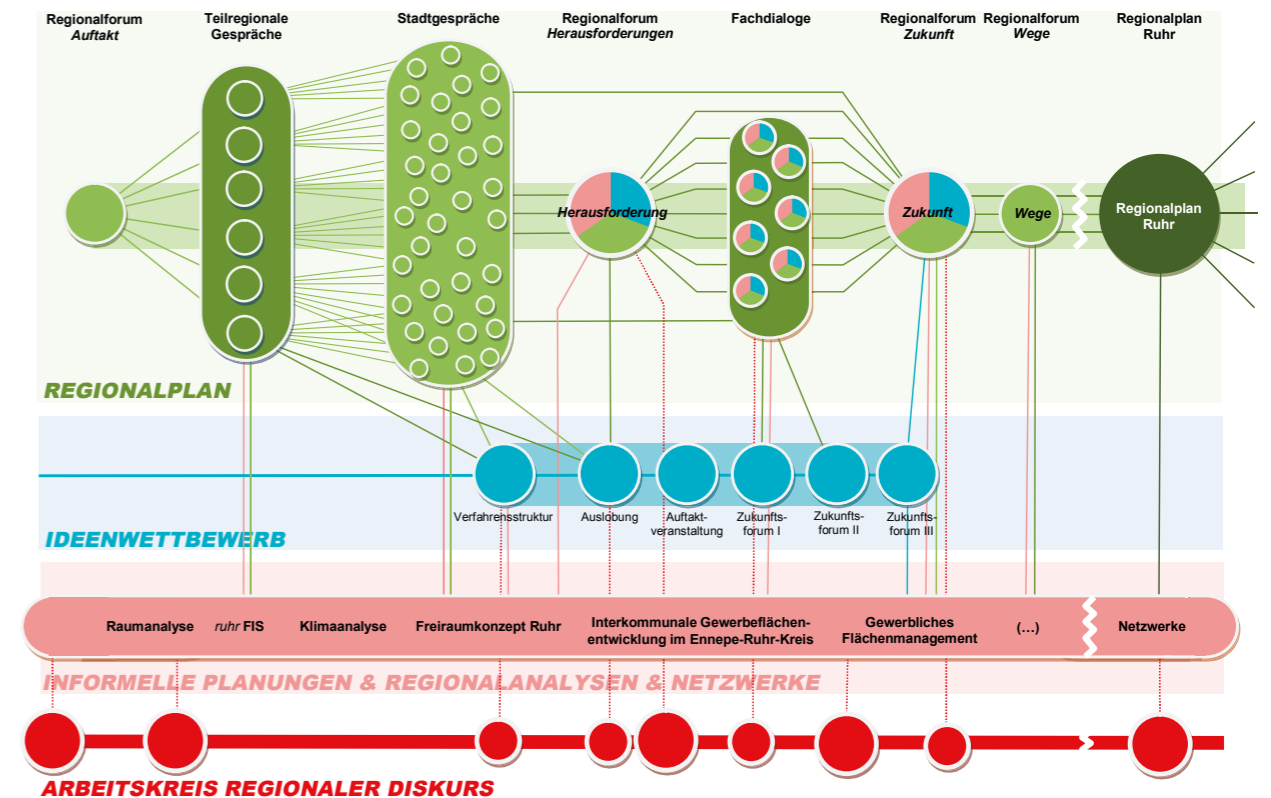 Regionalforum
Auftakt
Teilregionale
Gespräche
Stadtgespräche
Regionalforum
Herausforderungen
Fachdialoge
Regionalforum
Zukunft
Regionalforum
Wege
Regionalplan
Ruhr
Herausforderung
Zukunft
Wege
Regionalplan
Ruhr
REGIONALPLAN
Verfahrensstruktur
Auslobung
Auftakt-
veranstaltung
Zukunfts-
forum I
Zukunfts-
forum II
Zukunfts-
forum III
IDEENWETTBEWERB
Raumanalyse
ruhr FIS
Klimaanalyse
Freiraumkonzept Ruhr
Interkommunale Gewerbeflächen-
entwicklung im Ennepe-Ruhr-Kreis
Gewerbliches
Flächenmanagement
(...)
Netzwerke
INFORMELLE PLANUNGEN & REGIONALANALYSEN & NETZWERKE
ARBEITSKREIS REGIONALER DISKURS